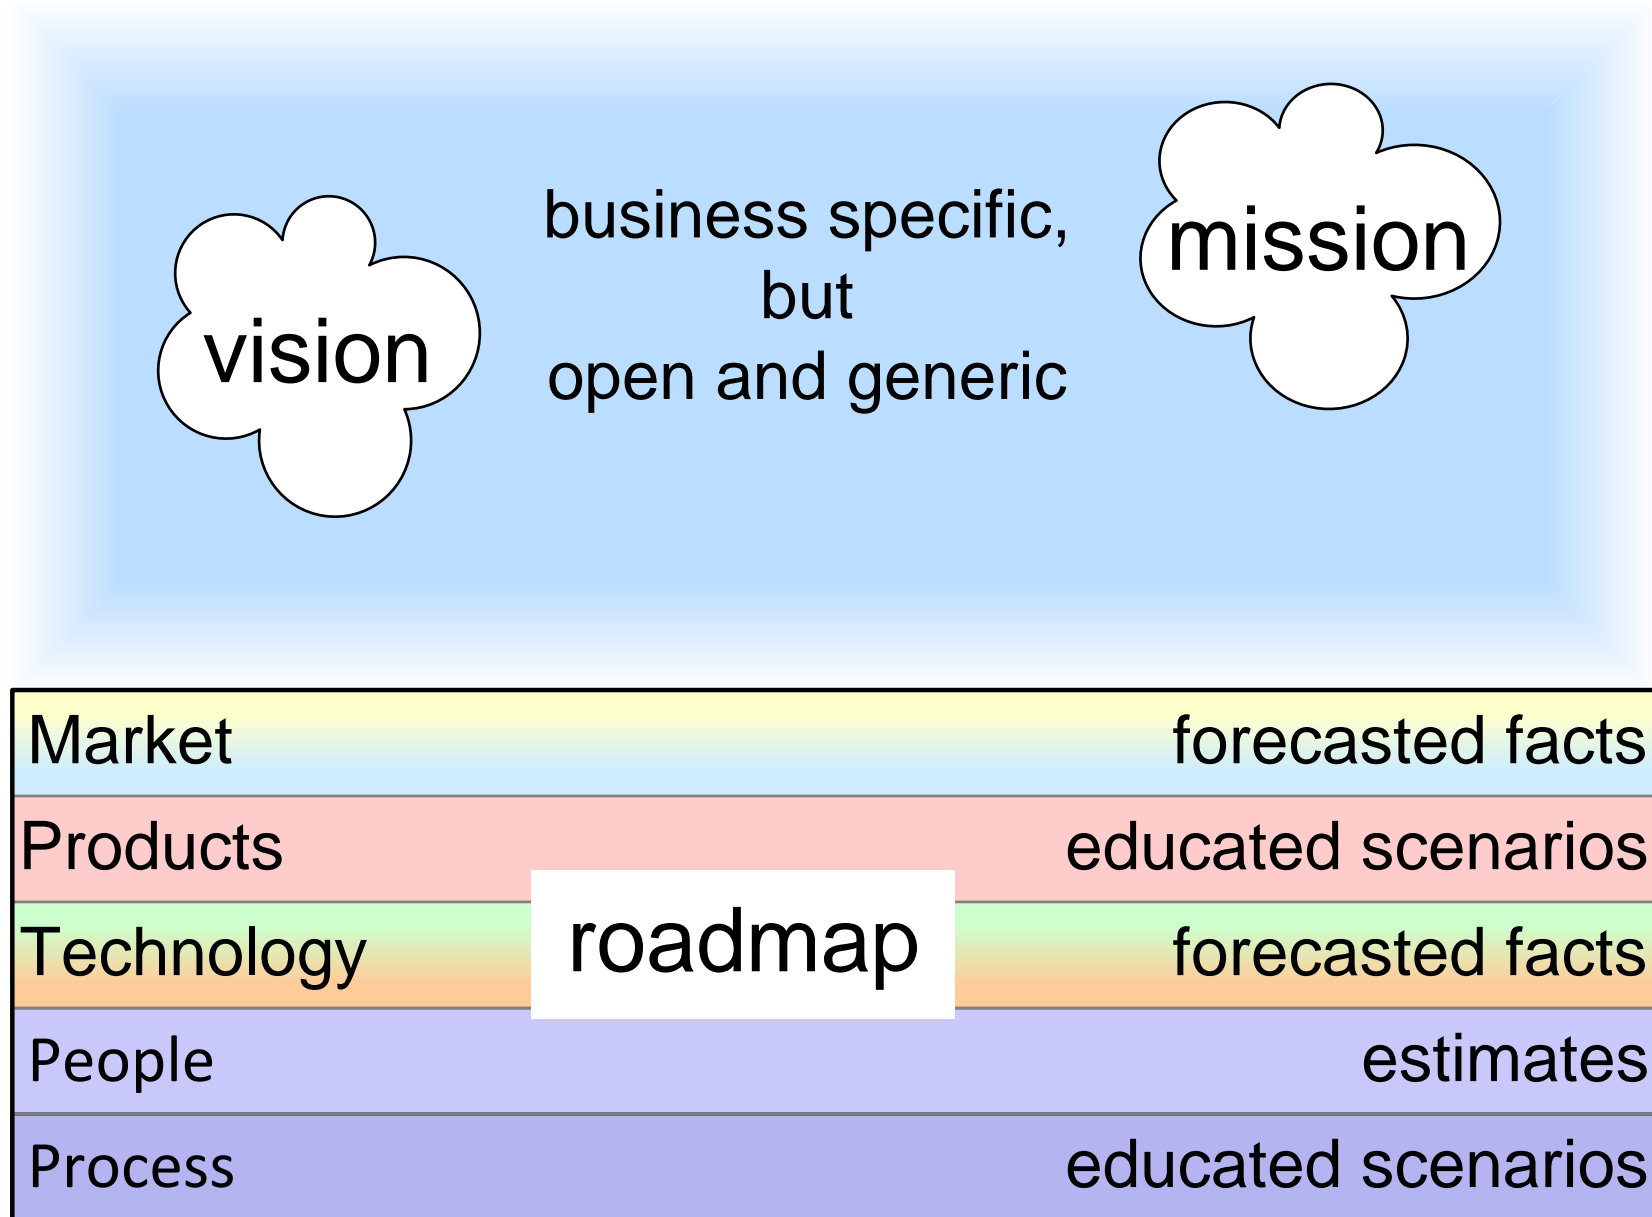 vision
business specific,
but
open and generic
mission
Market forecasted facts
Products educated scenarios
roadmap
Technology forecasted facts
People estimates
Process educated scenarios